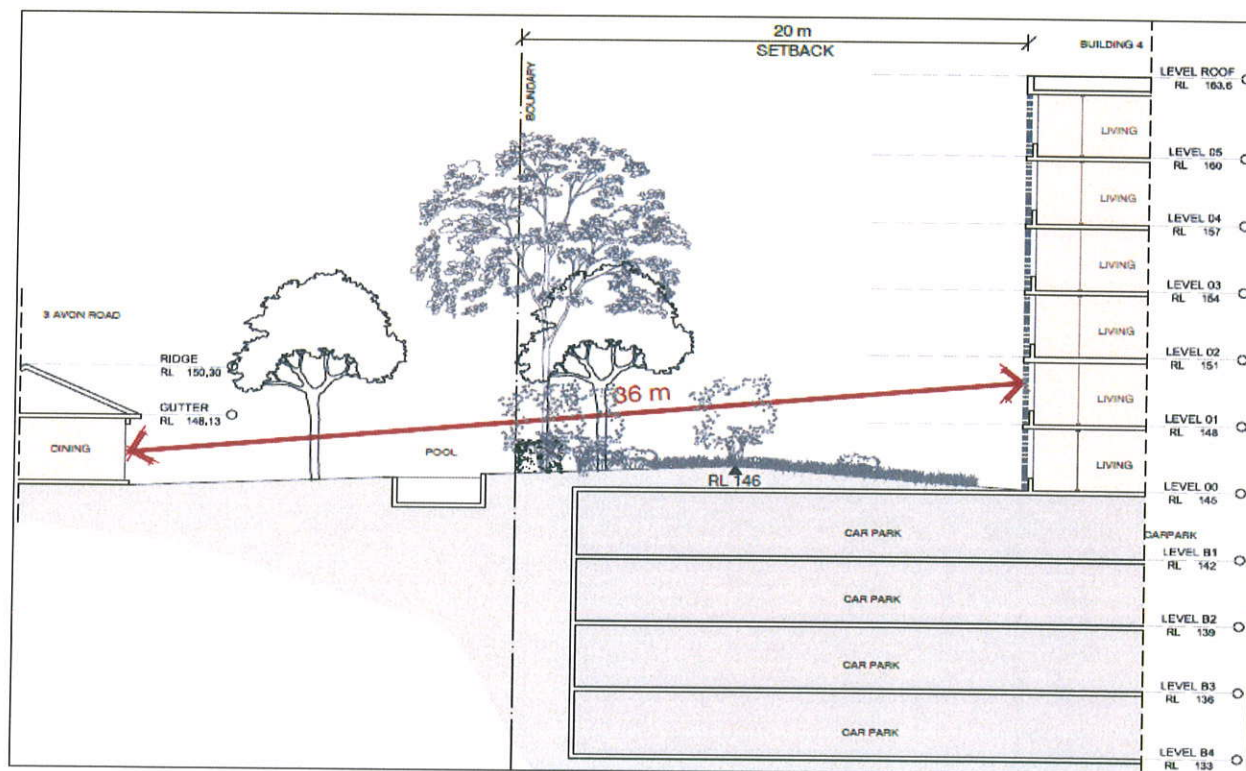 20 m
SETBACK
BUILDING 4
BOUNDARY
LEVEL ROOF
RL 163.6
LIVING
LEVEL 05
RL 160
LIVING
LEVEL 04
RL 157
LIVING
LEVEL 03
RL 154
3 AVON ROAD
LIVING
RIDGE
RL 150,30
LEVEL 02
RL 151
36 m
LIVING
GUTTER
RL 148,13
LEVEL 01
RL 148
DINING
POOL
LIVING
RL 146
LEVEL 00
RL 145
CAR PARK
CARPARK
LEVEL B1
RL 142
CAR PARK
LEVEL B2
RL 139
CAR PARK
LEVEL B3
RL 136
CAR PARK
LEVEL B4
RL 133